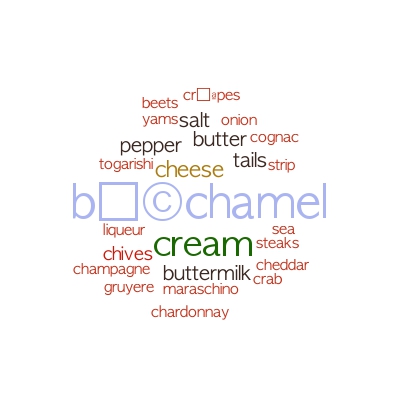 cr□ªpes
beets
yams salt onion
pepper butter cognac
togarishi cheese tails strip
b□©chamel
liqueur sea
chives cream steaks
champagne buttermilk cheddar
gruyere maraschino crab
chardonnay